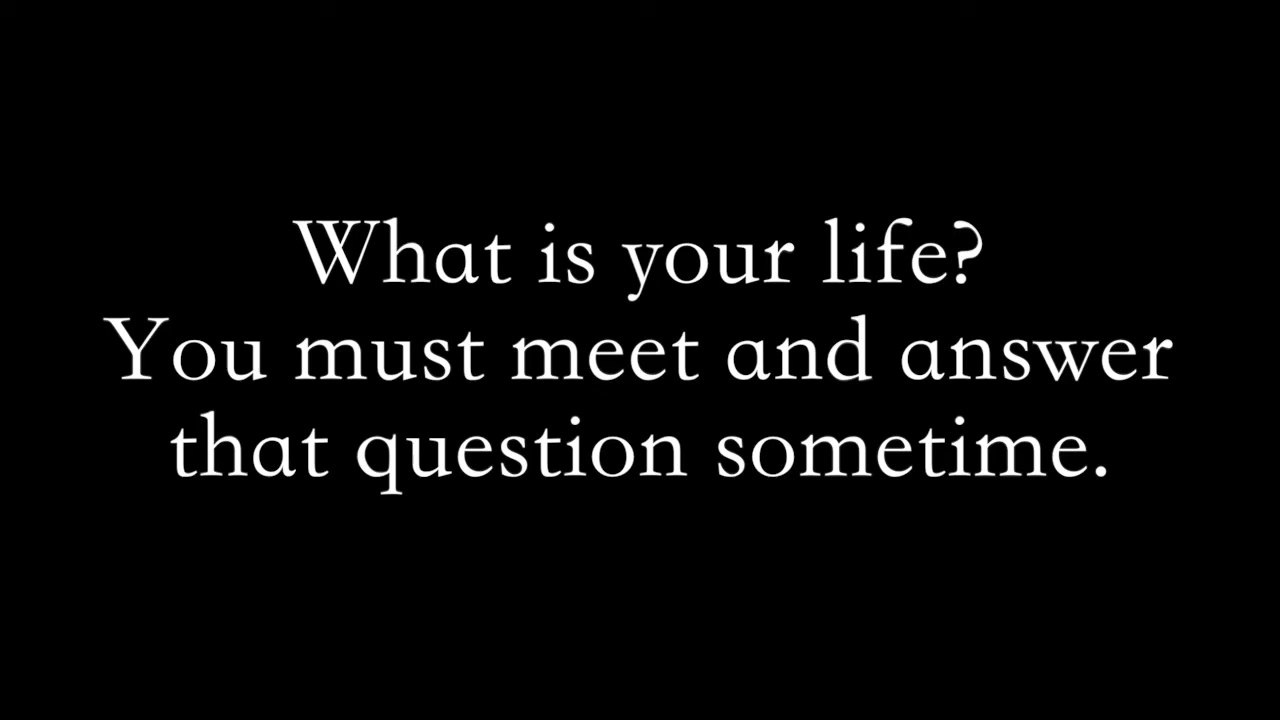 What is your life?
You must meet and answer
that question sometime.